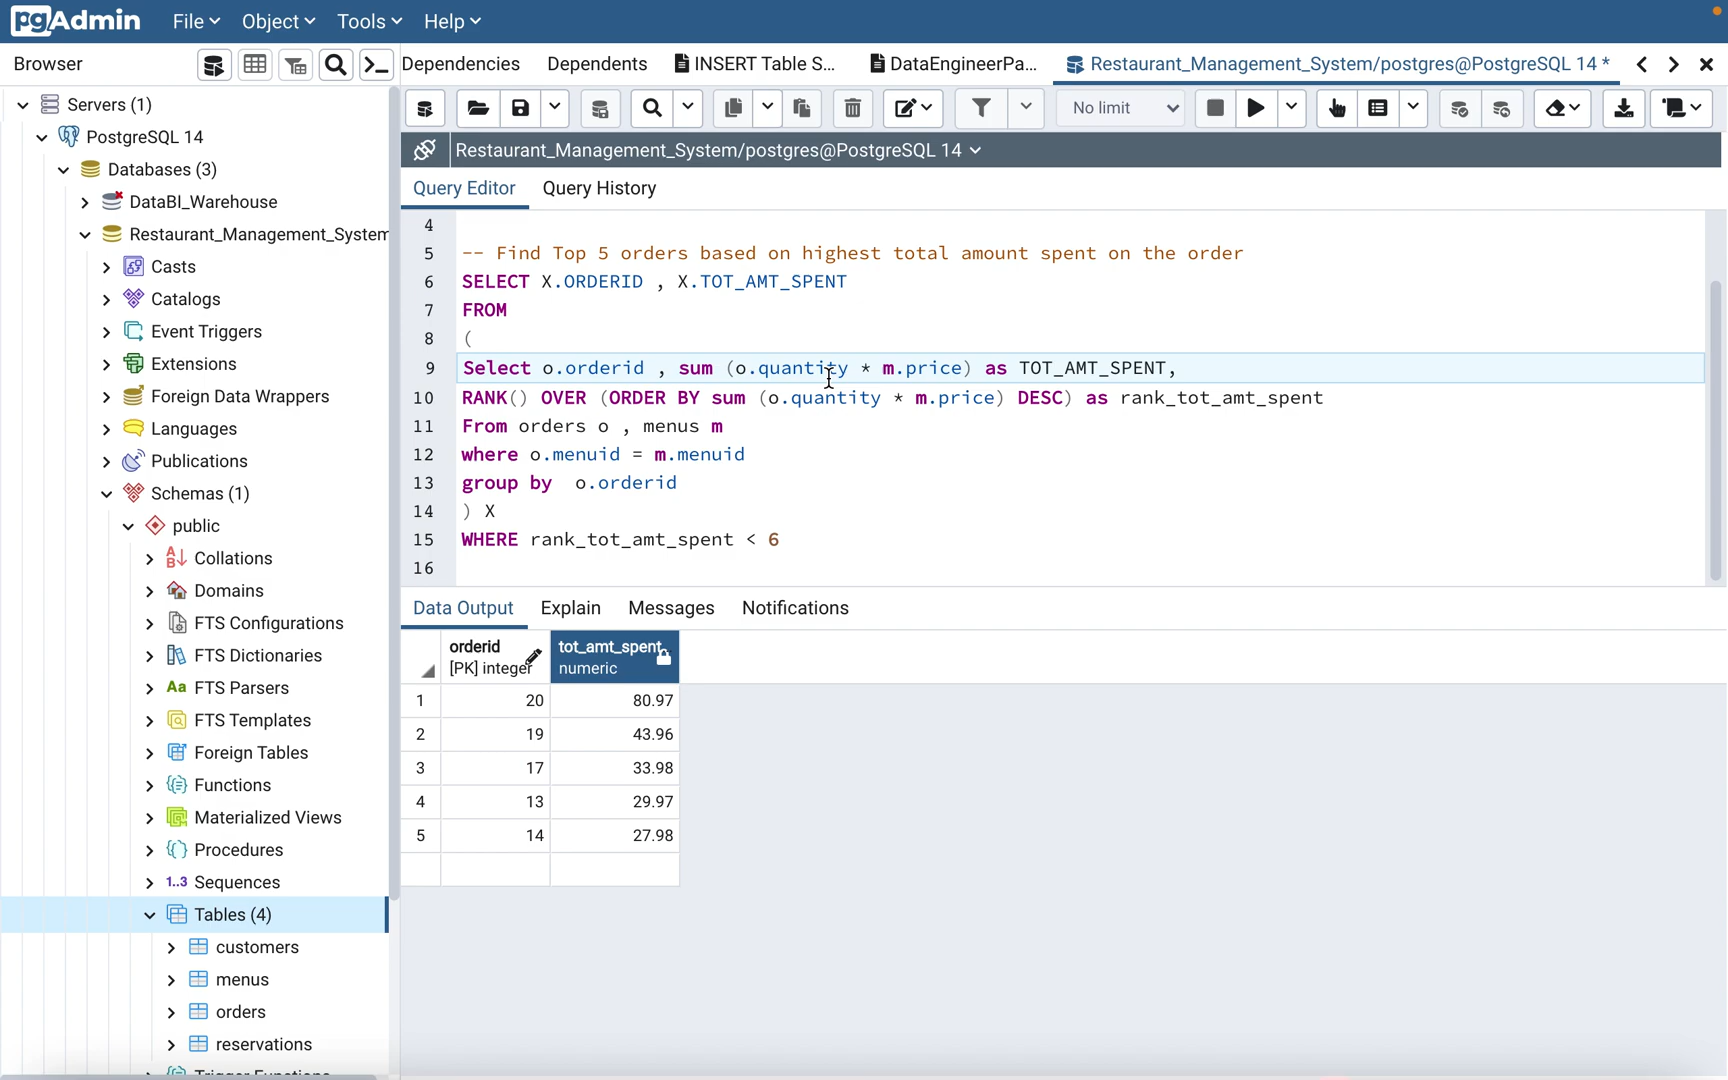 pgAdmin File Object Tools Help
Browser
Dependencies Dependents INSERT Table S... DataEngineerPa... Restaurant_Management_System/postgres@PostgreSQL 14 *
No limit
Restaurant_Management_System/postgres@PostgreSQL 14
Query Editor Query History
Servers (1)
PostgreSQL 14
Databases (3)
DataBI_Warehouse
Restaurant_Management_System
Casts
Catalogs
Event Triggers
Extensions
Foreign Data Wrappers
Languages
Publications
Schemas (1)
public
Collations
Domains
FTS Configurations
FTS Dictionaries
Aa FTS Parsers
FTS Templates
Foreign Tables
Functions
Materialized Views
Procedures
1..3 Sequences
Tables (4)
customers
menus
orders
reservations
4
5 -- Find Top 5 orders based on highest total amount spent on the order
6 SELECT X.ORDERID , X.TOT_AMT_SPENT
7 FROM
8 (
9 Select o.orderid , sum (o.quantity * m.price) as TOT_AMT_SPENT,
10 RANK() OVER (ORDER BY sum (o.quantity * m.price) DESC) as rank_tot_amt_spent
11 From orders o , menus m
12 where o.menuid = m.menuid
13 group by o.orderid
14 ) X
15 WHERE rank_tot_amt_spent < 6
16
Data Output Explain Messages Notifications
orderid tot_amt_spent
[PK] integer numeric
1 20 80.97
2 19 43.96
3 17 33.98
4 13 29.97
5 14 27.98